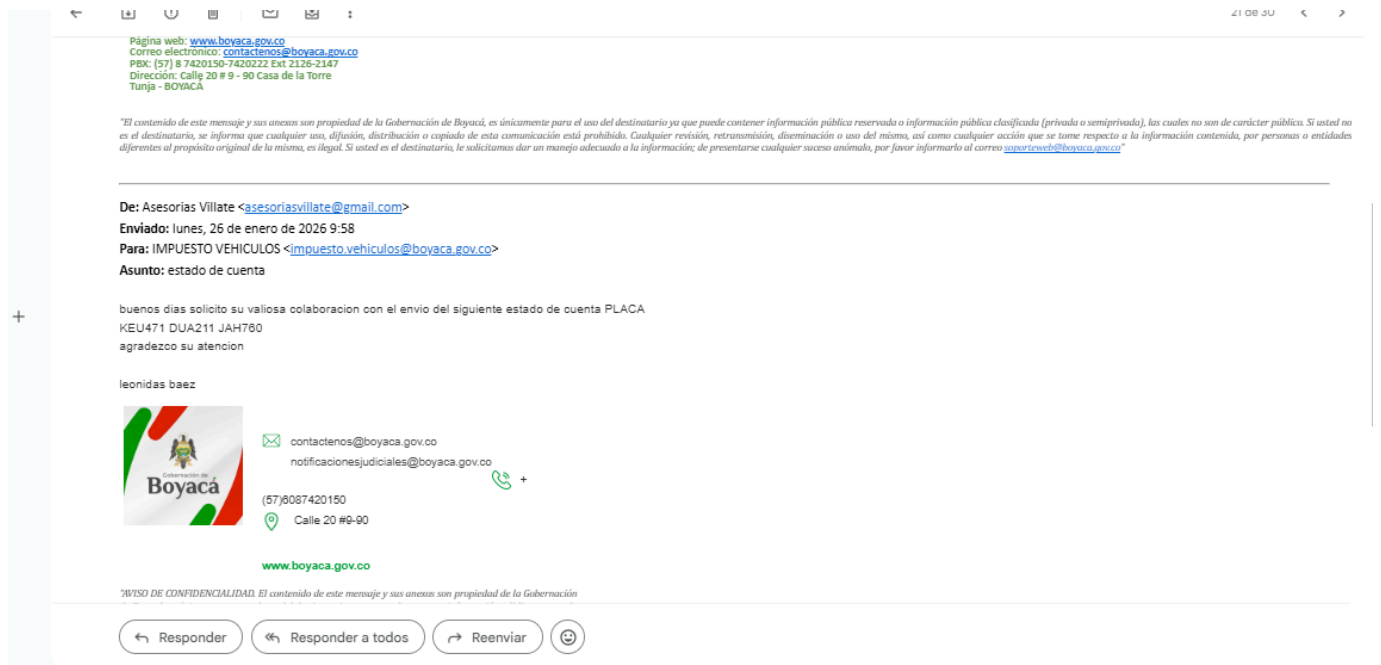 21 de 30
Página web: www.boyaca.gov.co
Correo electrónico: contactenos@boyaca.gov.co
PBX: (57) 8 7420150-7420222 Ext 2126-2147
Dirección: Calle 20 # 9 - 90 Casa de la Torre
Tunja - BOYACÁ
"El contenido de este mensaje y sus anexos son propiedad de la Gobernación de Boyacá, es únicamente para el uso del destinatario ya que puede contener información pública reservada o información pública clasificada (privada o semiprivada), las cuales no son de carácter público. Si usted no
es el destinatario, se informa que cualquier uso, difusión, distribución o copiado de esta comunicación está prohibido. Cualquier revisión, retransmisión, diseminación o uso del mismo, así como cualquier acción que se tome respecto a la información contenida, por personas o entidades
diferentes al propósito original de la misma, es ilegal. Si usted es el destinatario, le solicitamos dar un manejo adecuado a la información; de presentarse cualquier suceso anómalo, por favor informarlo al correo soporteweb@boyaca.gov.co"
De: Asesorias Villate <asesoriasvillate@gmail.com>
Enviado: lunes, 26 de enero de 2026 9:58
Para: IMPUESTO VEHICULOS <impuesto.vehiculos@boyaca.gov.co>
Asunto: estado de cuenta
buenos dias solicito su valiosa colaboracion con el envio del siguiente estado de cuenta PLACA
KEU471 DUA211 JAH760
agradezco su atencion
leonidas baez
Gobernación de
Boyacá
contactenos@boyaca.gov.co
notificacionesjudiciales@boyaca.gov.co
+
(57)6087420150
Calle 20 #9-90
www.boyaca.gov.co
"AVISO DE CONFIDENCIALIDAD. El contenido de este mensaje y sus anexos son propiedad de la Gobernación
Responder
Responder a todos
Reenviar